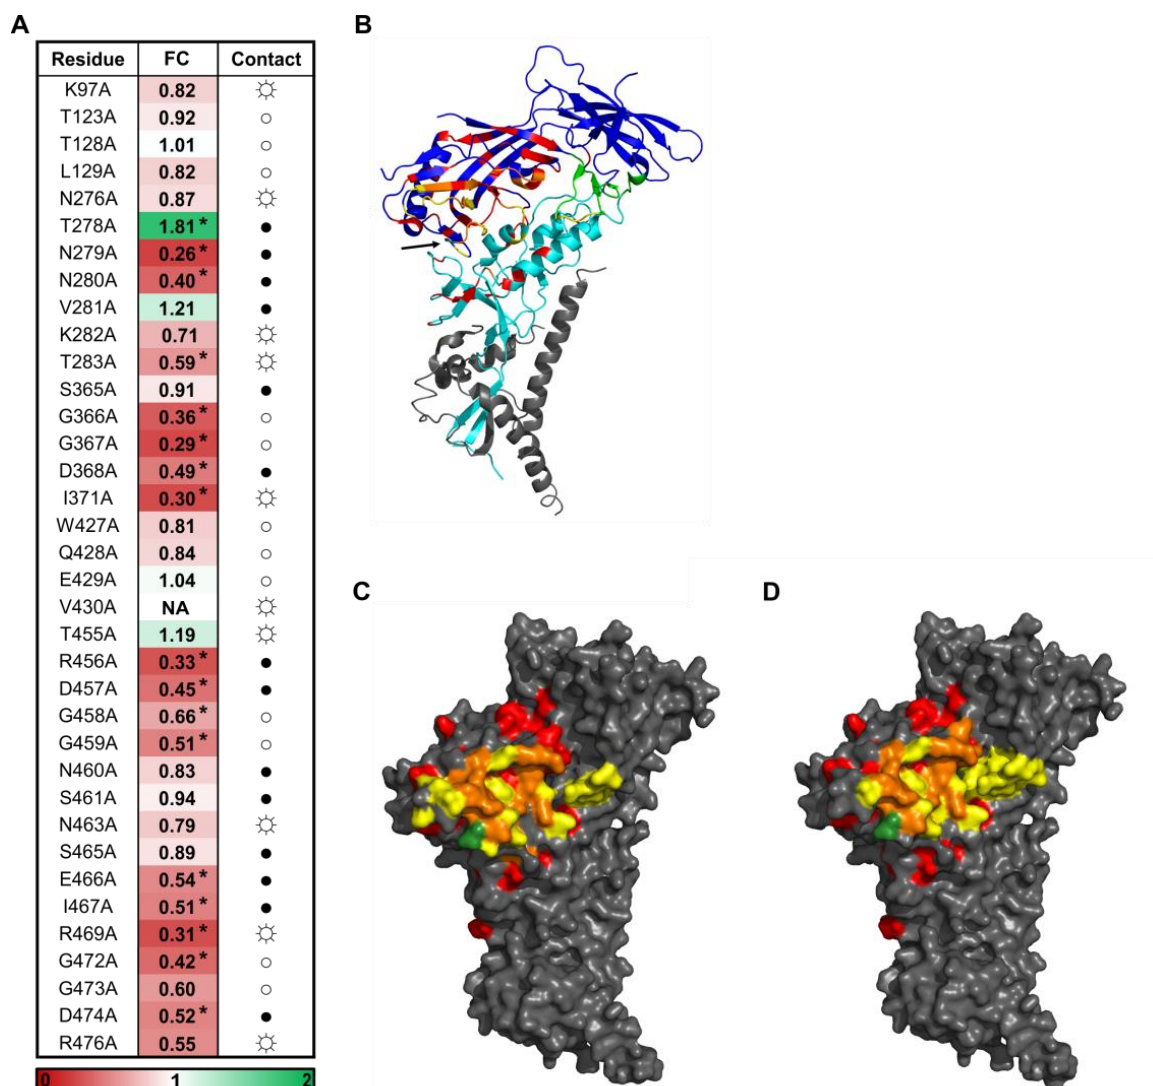 A
B
Residue FC Contact
K97A 0.82 ☼
T123A 0.92 ○
T128A 1.01 ○
L129A 0.82 ○
N276A 0.87 ☼
T278A 1.81 * ●
N279A 0.26 * ●
N280A 0.40 * ●
V281A 1.21 ●
K282A 0.71 ☼
T283A 0.59 * ☼
S365A 0.91 ●
G366A 0.36 * ○
G367A 0.29 * ○
D368A 0.49 * ●
I371A 0.30 * ☼
W427A 0.81 ○
Q428A 0.84 ○
E429A 1.04 ○
V430A NA ☼
T455A 1.19 ☼
R456A 0.33 * ●
D457A 0.45 * ●
G458A 0.66 * ○
G459A 0.51 * ○
N460A 0.83 ●
S461A 0.94 ●
N463A 0.79 ☼
S465A 0.89 ●
E466A 0.54 * ●
I467A 0.51 * ●
R469A 0.31 * ☼
G472A 0.42 * ○
G473A 0.60 ○
D474A 0.52 * ●
R476A 0.55 ☼
0 1 2
C
D